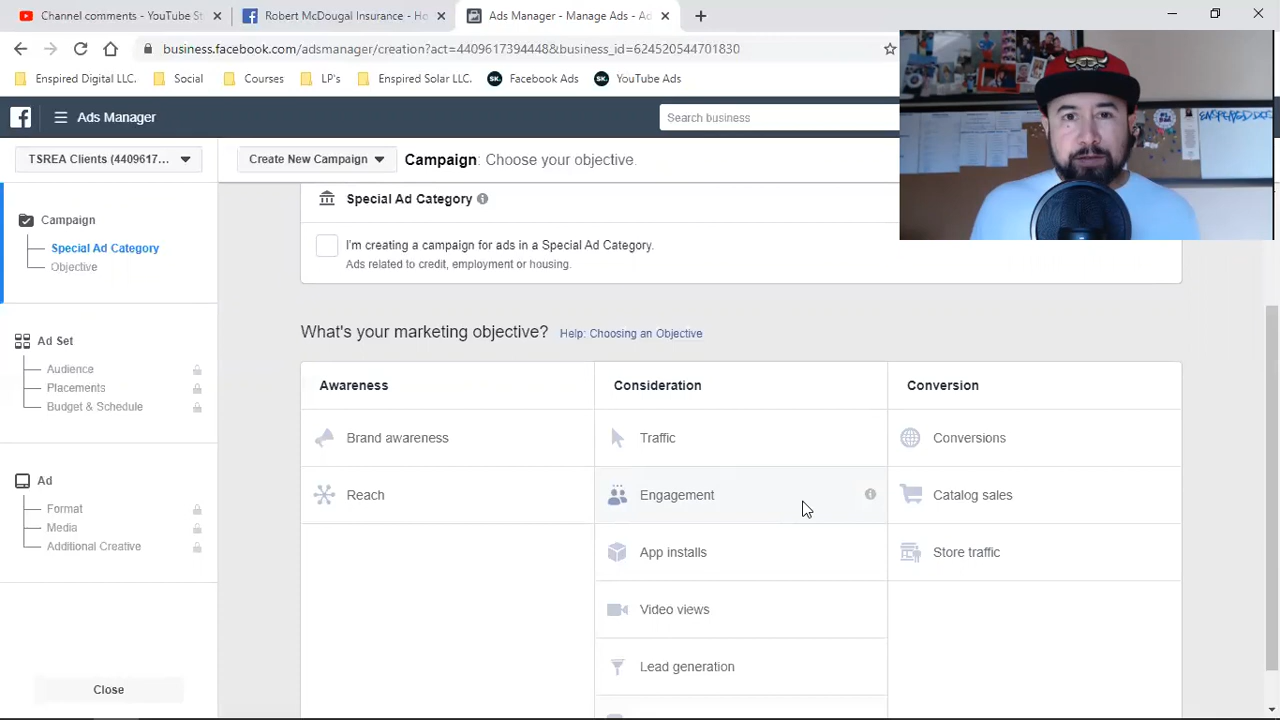 Channel comments - YouTube St
Robert McDougal Insurance - Ho
Ads Manager - Manage Ads - Ad
business.facebook.com/adsmanager/creation?act=4409617394448&business_id=624520544701830
Enspired Digital LLC.
Social
Courses
LP's
Enspired Solar LLC.
SK.
Facebook Ads
SK.
YouTube Ads
Ads Manager
Search business
TSREA Clients (4409617...
Create New Campaign
Campaign: Choose your objective.
Campaign
Special Ad Category
Objective
Ad Set
Audience
Placements
Budget & Schedule
Ad
Format
Media
Additional Creative
Close
Special Ad Category
I'm creating a campaign for ads in a Special Ad Category.
Ads related to credit, employment or housing.
What's your marketing objective? Help: Choosing an Objective
Awareness
Consideration
Conversion
Brand awareness
Traffic
Conversions
Reach
Engagement
Catalog sales
App installs
Store traffic
Video views
Lead generation